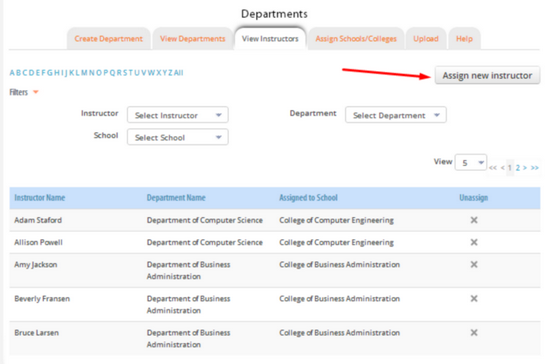 Departments
Create Department View Departments View Instructors Assign Schools/Colleges Upload Help
A B C D E F G H I J K L M N O P Q R S T U V W X Y Z All
Assign new instructor
Filters
Instructor Select Instructor Department Select Department
School Select School
View 5 << < 1 2 > >>
Instructor Name Department Name Assigned to School Unassign
Adam Staford Department of Computer Science College of Computer Engineering
Allison Powell Department of Computer Science College of Computer Engineering
Amy Jackson Department of Business Administration College of Business Administration
Beverly Fransen Department of Business Administration College of Business Administration
Bruce Larsen Department of Business Administration College of Business Administration